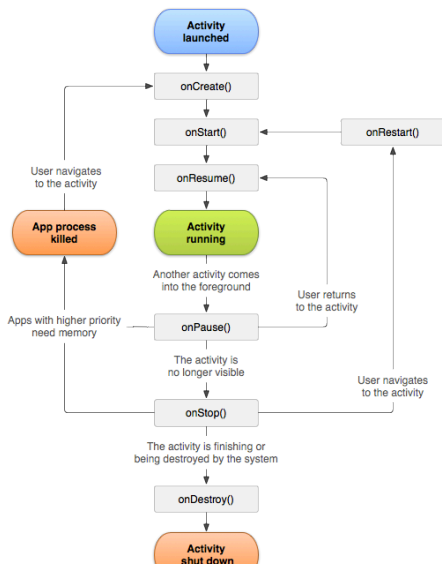 Activity
launched
onCreate()
onStart()
onRestart()
User navigates
to the activity
onResume()
App process
killed
Activity
running
Another activity comes
into the foreground
User returns
to the activity
Apps with higher priority
need memory
onPause()
The activity is
no longer visible
User navigates
to the activity
onStop()
The activity is finishing or
being destroyed by the system
onDestroy()
Activity
shut down